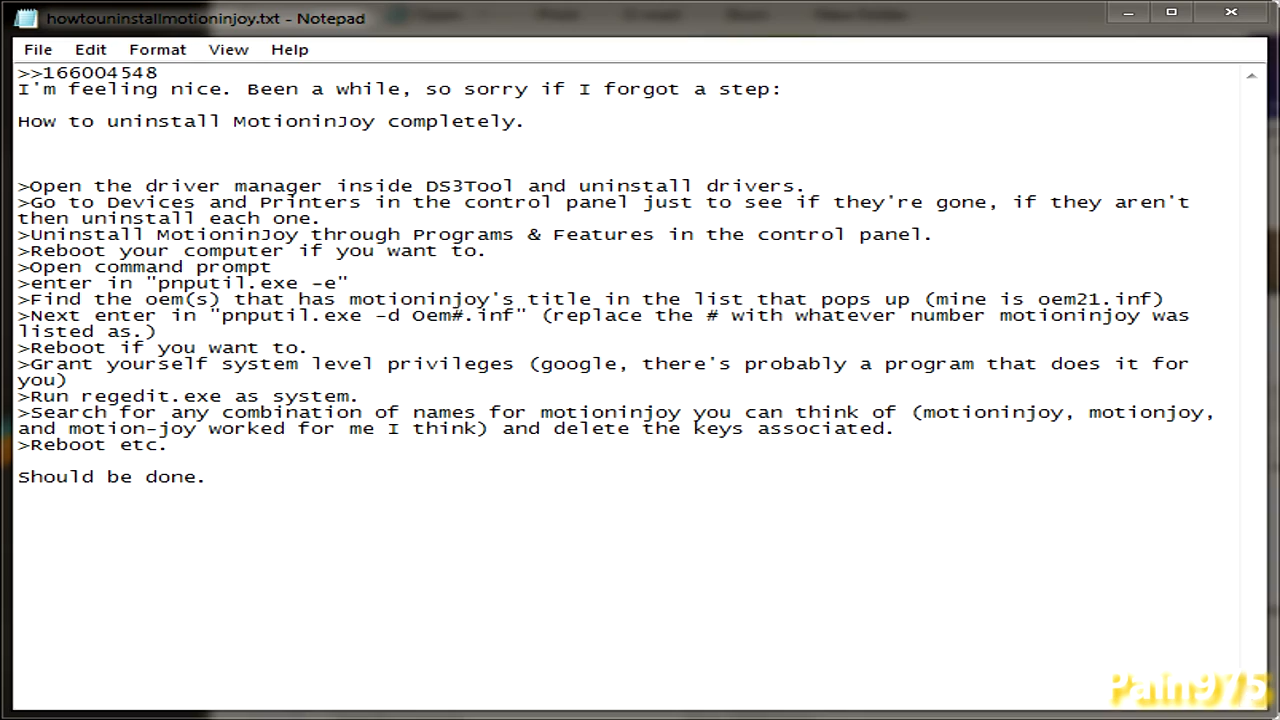 howtouninstallmotioninjoy.txt - Notepad
File Edit Format View Help
>>166004548
I'm feeling nice. Been a while, so sorry if I forgot a step:
How to uninstall MotioninJoy completely.
>Open the driver manager inside DS3Tool and uninstall drivers.
>Go to Devices and Printers in the control panel just to see if they're gone, if they aren't
then uninstall each one.
>Uninstall MotioninJoy through Programs & Features in the control panel.
>Reboot your computer if you want to.
>Open command prompt
>enter in "pnputil.exe -e"
>Find the oem(s) that has motioninjoy's title in the list that pops up (mine is oem21.inf)
>Next enter in "pnputil.exe -d Oem#.inf" (replace the # with whatever number motioninjoy was
listed as.)
>Reboot if you want to.
>Grant yourself system level privileges (google, there's probably a program that does it for
you)
>Run regedit.exe as system.
>Search for any combination of names for motioninjoy you can think of (motioninjoy, motionjoy,
and motion-joy worked for me I think) and delete the keys associated.
>Reboot etc.
Should be done.
Pain975